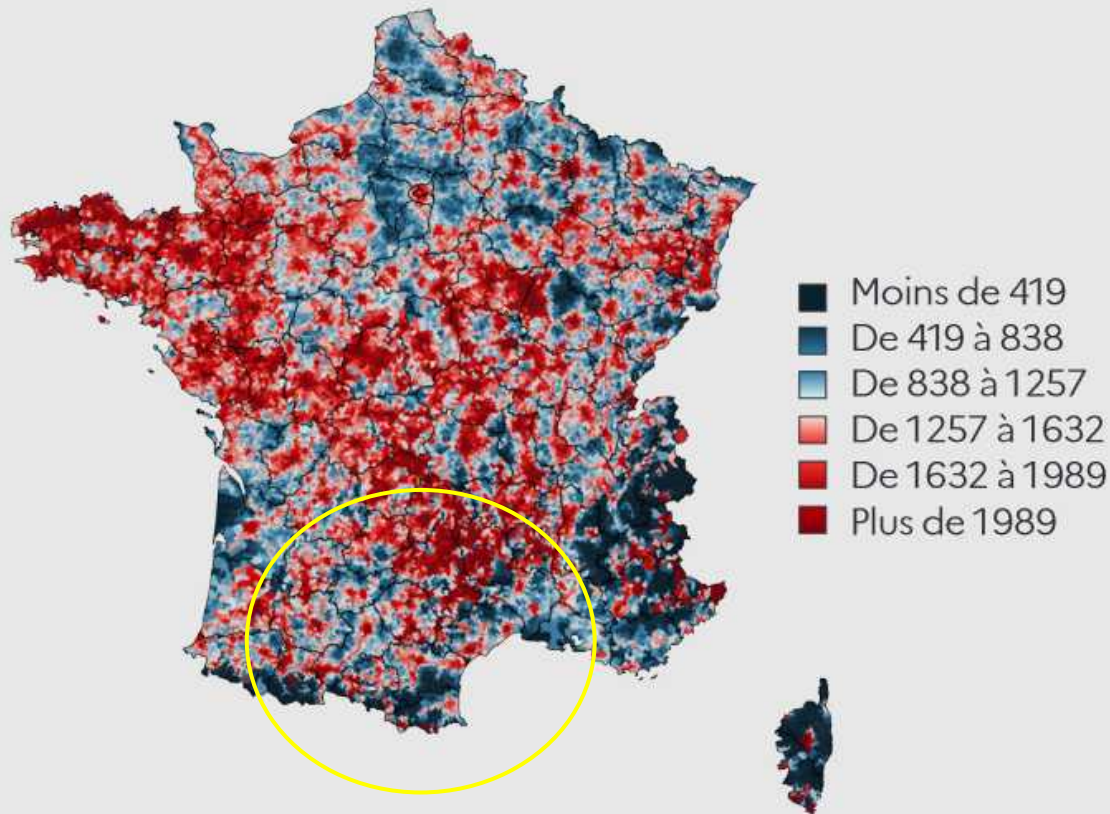 Moins de 419
De 419 à 838
De 838 à 1257
De 1257 à 1632
De 1632 à 1989
Plus de 1989